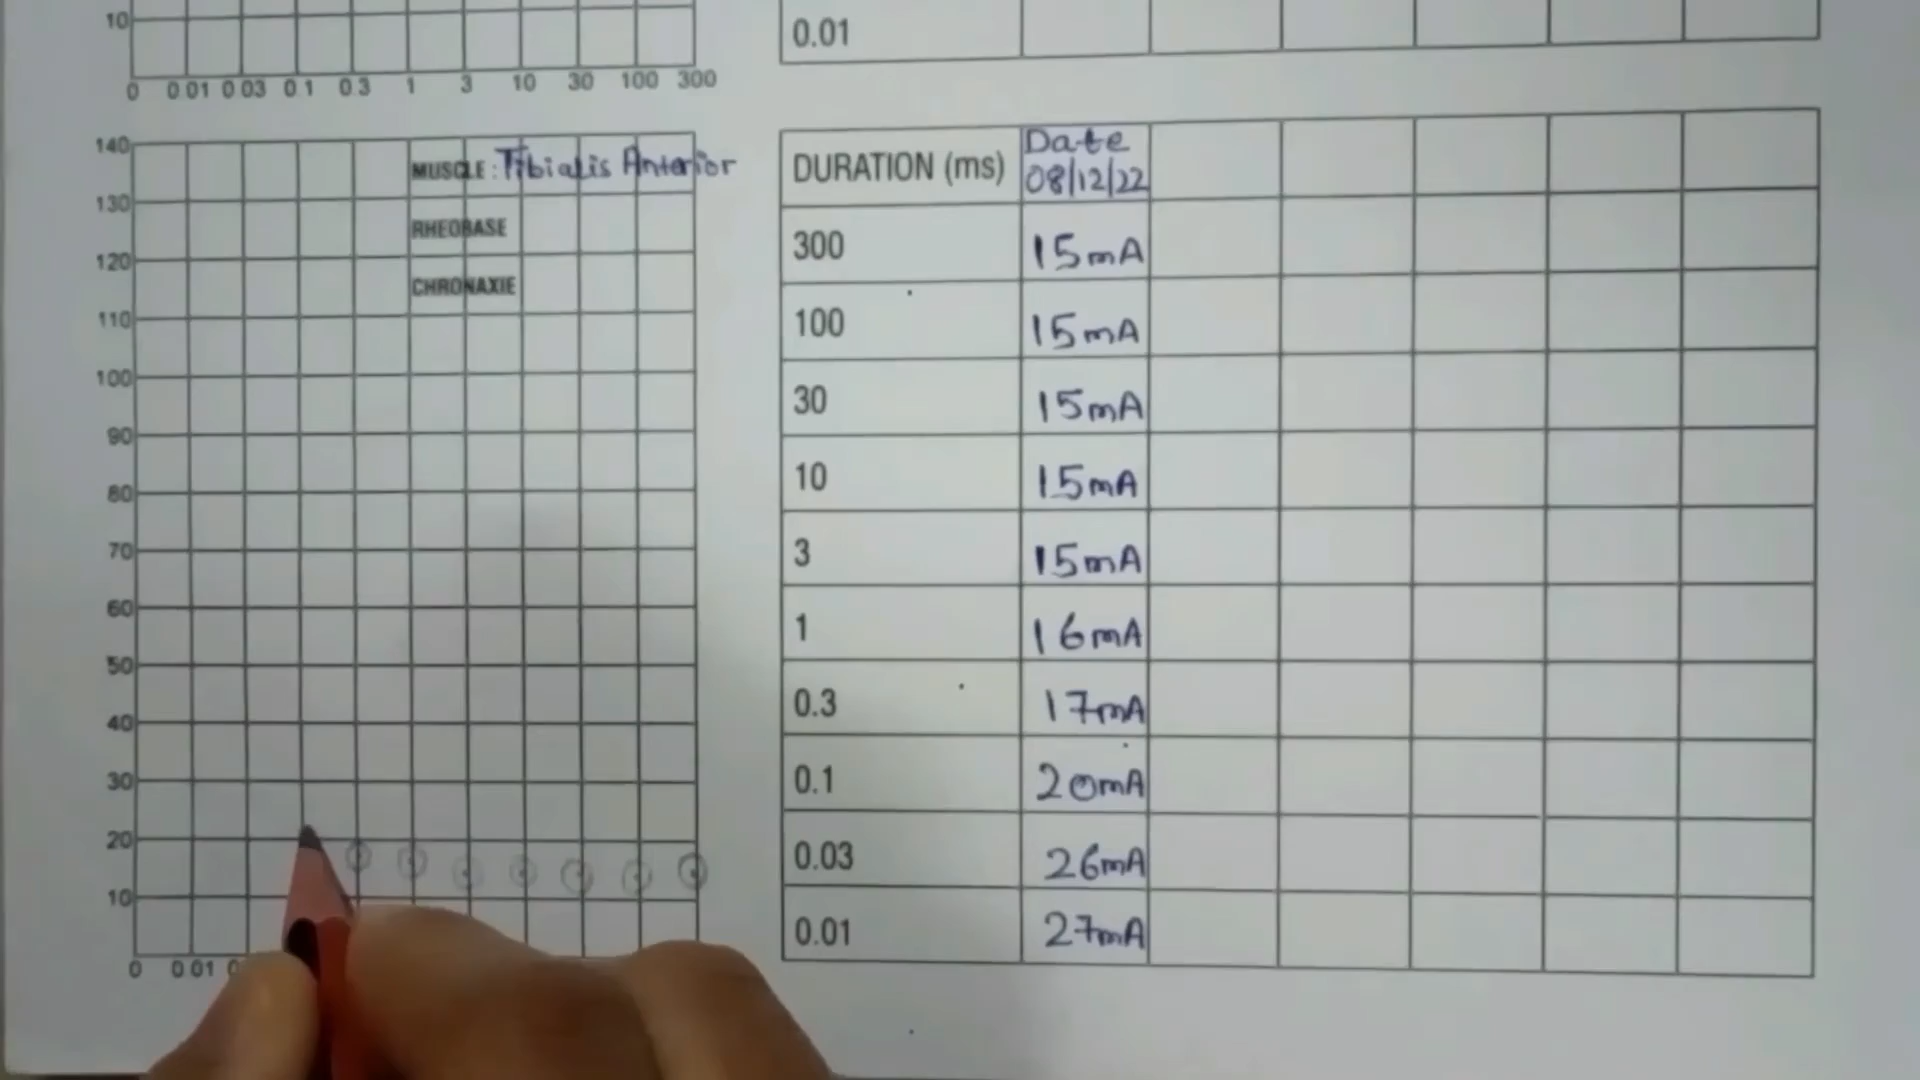 10
0 0 01 0 03 0 1 0 3 1 3 10 30 100 300
0.01
140
130
120
110
100
90
80
70
60
50
40
30
20
10
0 0 01 0
MUSCLE : Tibialis Anterior
RHEOBASE
CHRONAXIE
DURATION (ms) Date 08/12/22
300 15mA
100 15mA
30 15mA
10 15mA
3 15mA
1 16mA
0.3 17mA
0.1 20mA
0.03 26mA
0.01 27mA